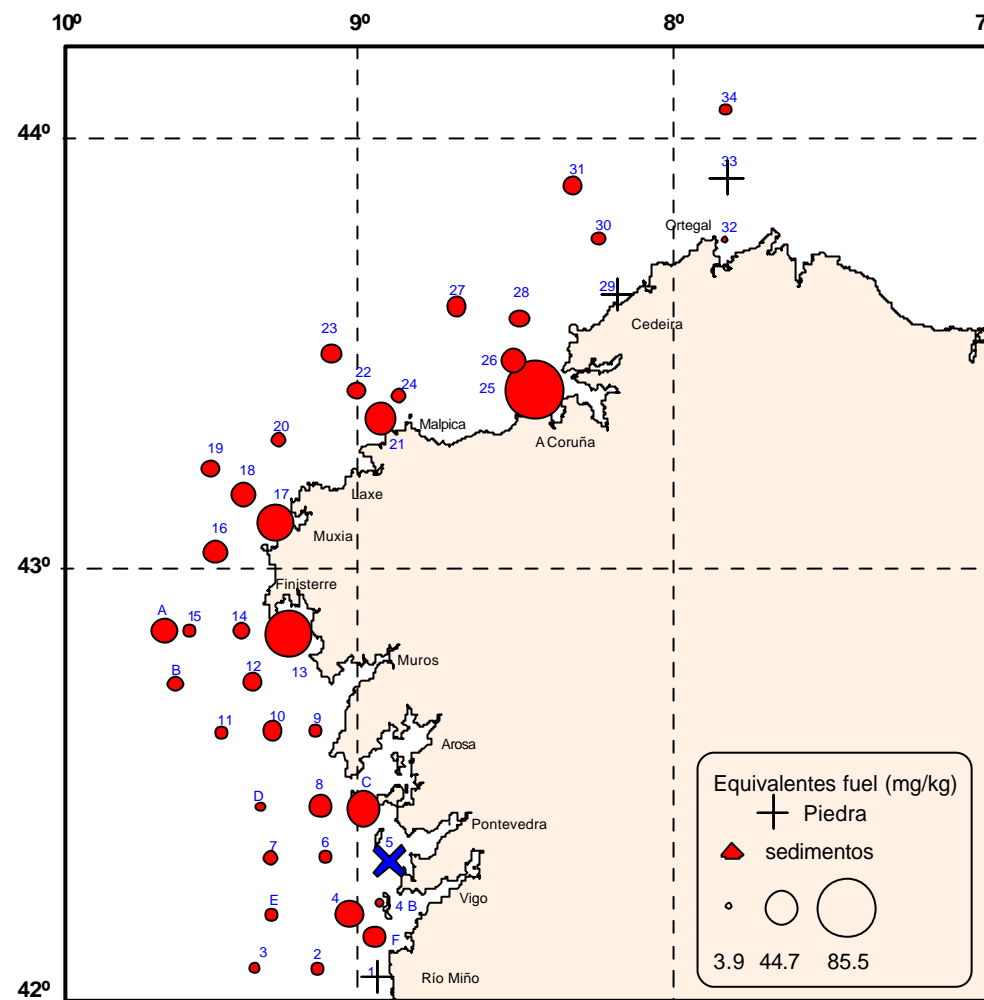 10º 9º 8º 7
44º
34
33
31
30
Ortegal 32
29
27 28
Cedeira
23
26
22 24
25
Malpica
21
A Coruña
20
19
18 17
Laxe
16
Muxia
43º
Finisterre
A 15 14
13
Muros
B 12
11 10 9
Arosa
D 8 C
Pontevedra
7 6 5
Vigo
E 4 4 B
F
3 2 1
Río Miño
42º
Equivalentes fuel (mg/kg)
Piedra
sedimentos
3.9 44.7 85.5